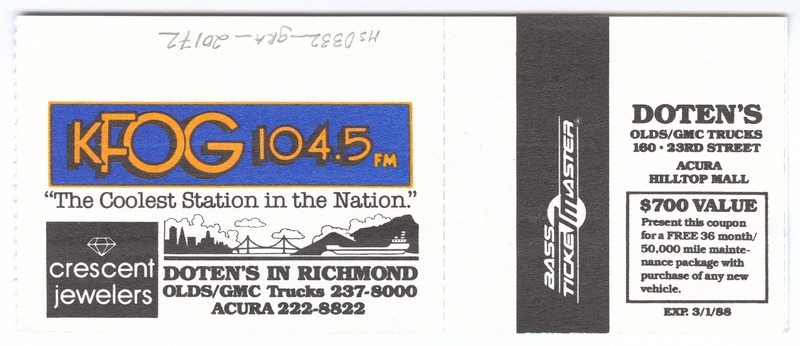 ms0332_gra_20172
KFOG 104.5 FM
"The Coolest Station in the Nation."
crescent
jewelers
DOTEN'S IN RICHMOND
OLDS/GMC Trucks 237-8000
ACURA 222-8822
BASS
TICKETMASTER®
DOTEN'S
OLDS/GMC TRUCKS
160 • 23RD STREET
ACURA
HILLTOP MALL
$700 VALUE
Present this coupon
for a FREE 36 month/
50,000 mile mainte-
nance package with
purchase of any new
vehicle.
EXP. 3/1/88